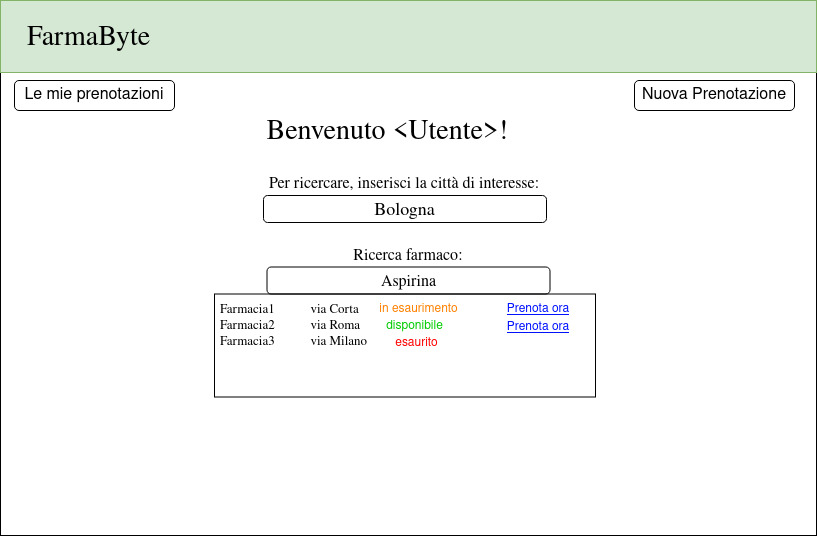 FarmaByte
Le mie prenotazioni
Nuova Prenotazione
Benvenuto <Utente>!
Per ricercare, inserisci la città di interesse:
Bologna
Ricerca farmaco:
Aspirina
Farmacia1 via Corta in esaurimento Prenota ora
Farmacia2 via Roma disponibile Prenota ora
Farmacia3 via Milano esaurito